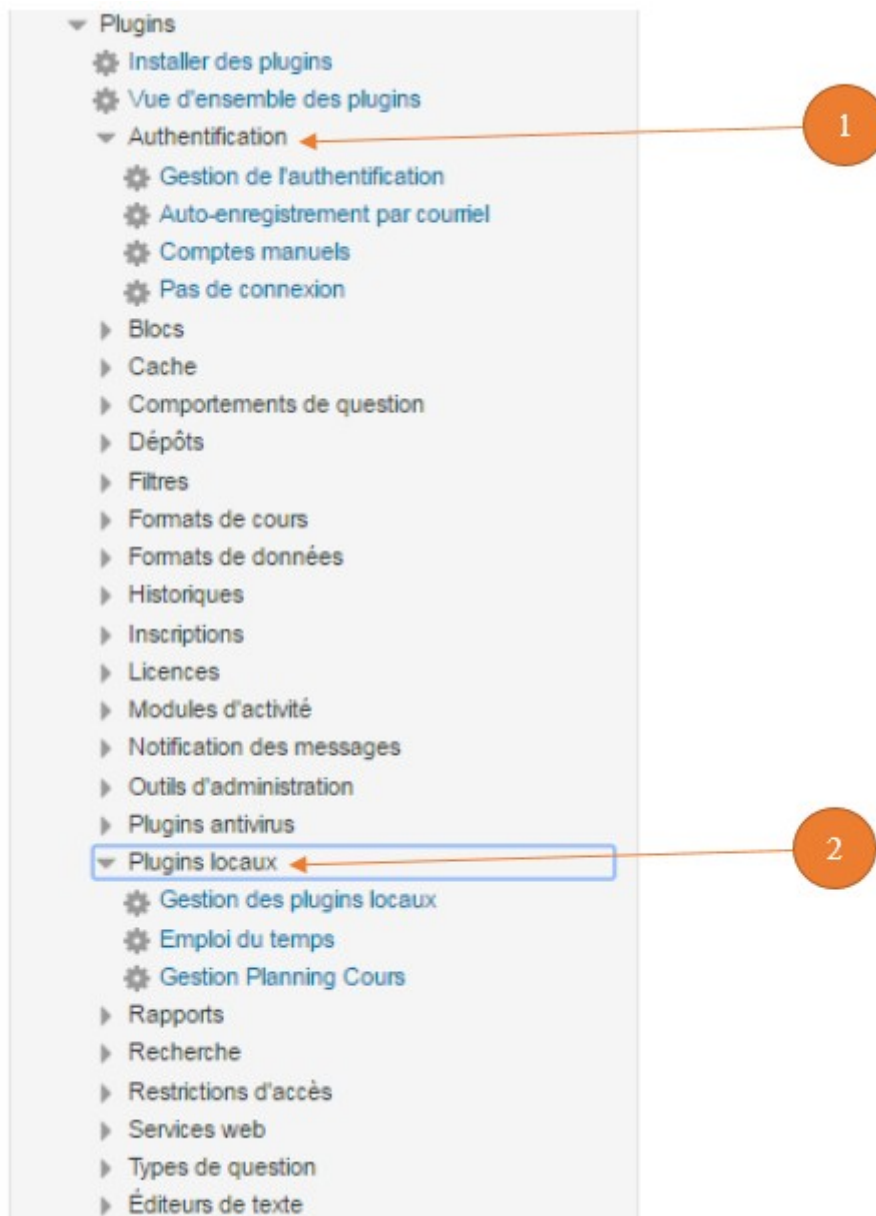 Plugins
Installer des plugins
Vue d'ensemble des plugins
Authentification
1
Gestion de l'authentification
Auto-enregistrement par courriel
Comptes manuels
Pas de connexion
Blocs
Cache
Comportements de question
Dépôts
Filtres
Formats de cours
Formats de données
Historiques
Inscriptions
Licences
Modules d'activité
Notification des messages
Outils d'administration
Plugins antivirus
Plugins locaux
2
Gestion des plugins locaux
Emploi du temps
Gestion Planning Cours
Rapports
Recherche
Restrictions d'accès
Services web
Types de question
Éditeurs de texte